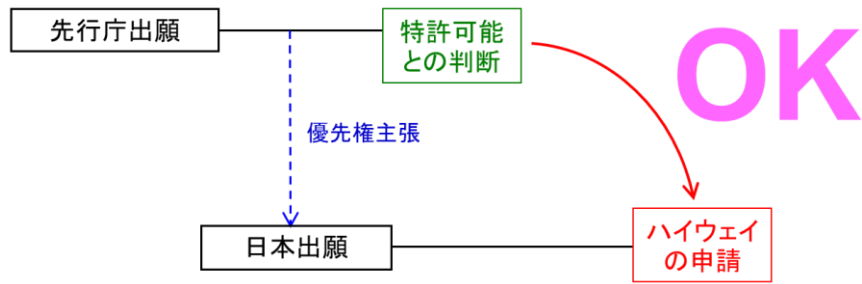 先行庁出願
特許可能
との判断
OK
優先権主張
日本出願
ハイウェイ
の申請